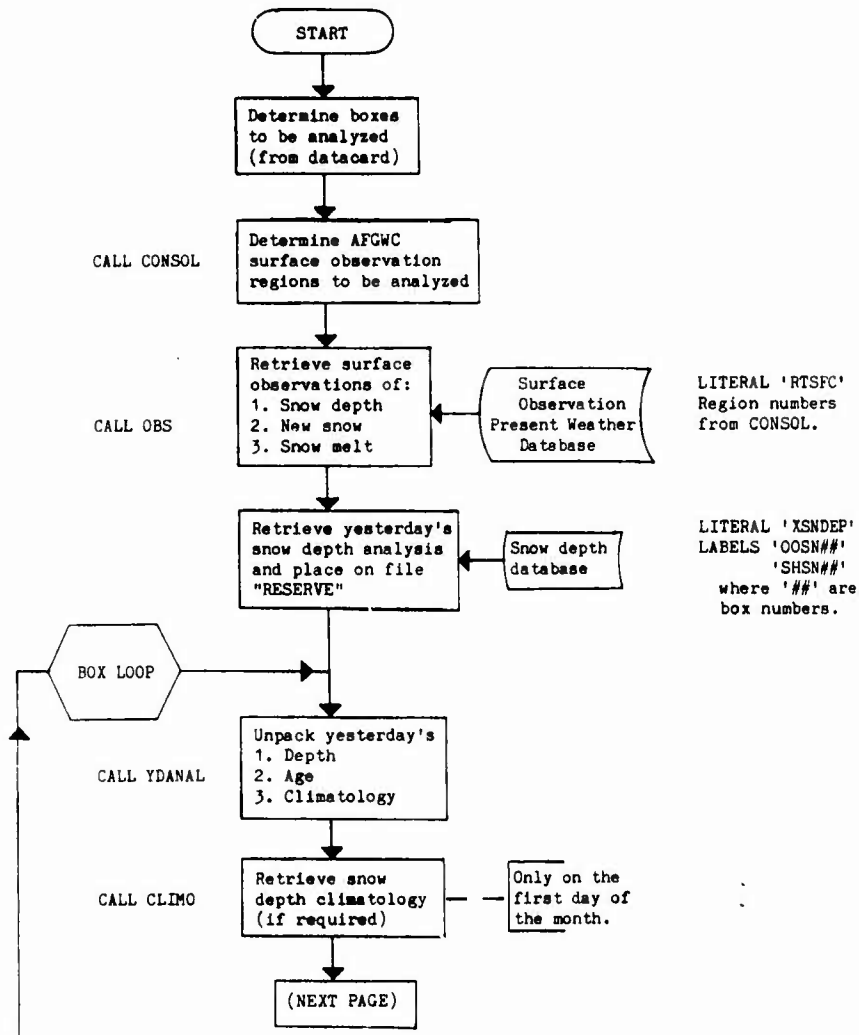 START
Determine boxes
to be analyzed
(from datacard)
CALL CONSOL
Determine AFGWC
surface observation
regions to be analyzed
CALL OBS
Retrieve surface
observations of:
1. Snow depth
2. New snow
3. Snow melt
Surface
Observation
Present Weather
Database
LITERAL 'RTSFC'
Region numbers
from CONSOL.
Retrieve yesterday's
snow depth analysis
and place on file
"RESERVE"
Snow depth
database
LITERAL 'XSNDEP'
LABELS 'OOSN##'
'SHSN##'
where '##' are
box numbers.
BOX LOOP
CALL YDANAL
Unpack yesterday's
1. Depth
2. Age
3. Climatology
CALL CLIMO
Retrieve snow
depth climatology
(if required)
Only on the
first day of
the month.
(NEXT PAGE)